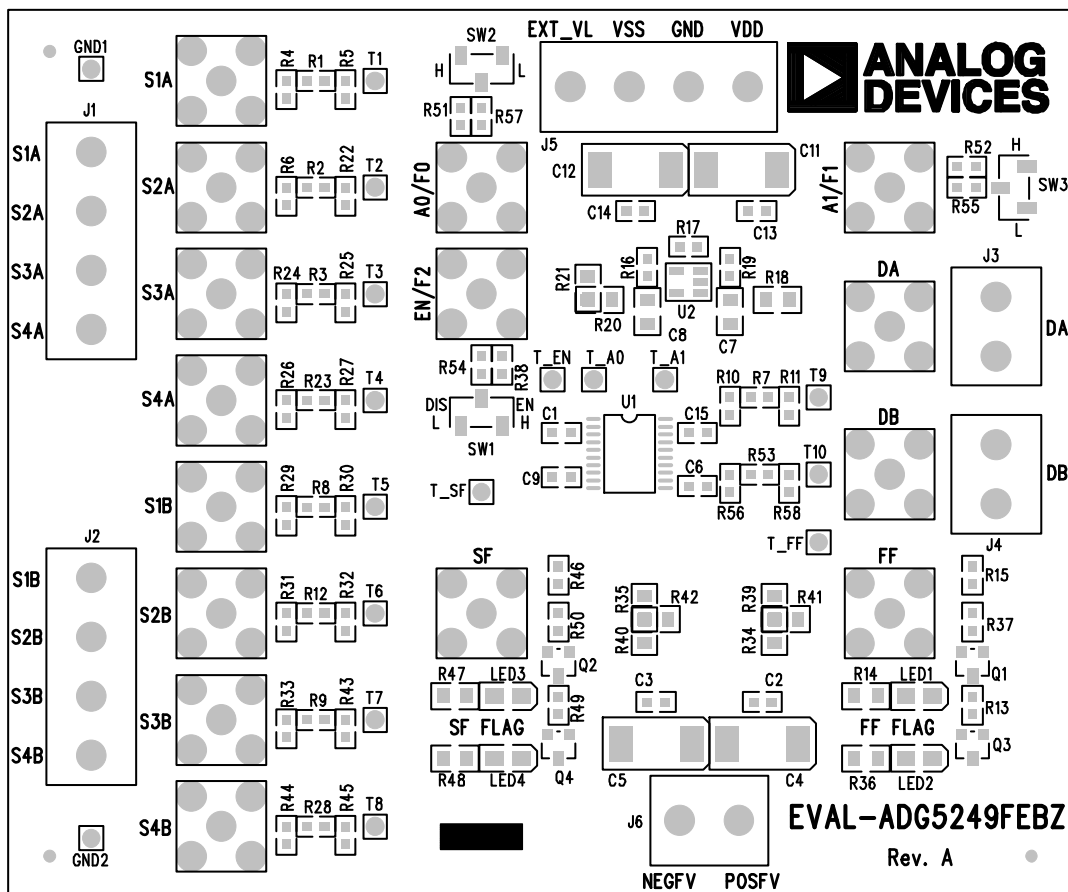 GND1
J1
S1A
S2A
S3A
S4A
J2
S1B
S2B
S3B
S4B
GND2
S1A
R4
R1
R5
T1
S2A
R6
R2
R22
T2
S3A
R24
R3
R25
T3
S4A
R26
R23
R27
T4
S1B
R29
R8
R30
T5
S2B
R31
R12
R32
T6
S3B
R33
R9
R43
T7
S4B
R44
R28
R45
T8
SW2
H
L
R51
R57
A0/F0
EN/F2
R54
R38
DIS
EN
L
H
SW1
T_SF
EXT_VL VSS GND VDD
J5
C12
C11
C14
C13
R17
R16
R19
R21
R20
R18
U2
C8
C7
T_EN
T_A0
T_A1
U1
C1
C15
C9
C6
R10
R7
R11
T9
R53
T10
R56
R58
T_FF
ANALOG
DEVICES
A1/F1
R52
R55
H
SW3
L
DA
J3
DA
DB
DB
J4
SF
R46
R50
Q2
R47
LED3
R49
SF FLAG
R48
LED4
Q4
R35
R42
R40
R39
R41
R34
C3
C2
C5
C4
J6
NEGFV POSFV
FF
R15
R37
Q1
R14
LED1
R13
FF FLAG
R36
LED2
Q3
EVAL-ADG5249FEBZ
Rev. A